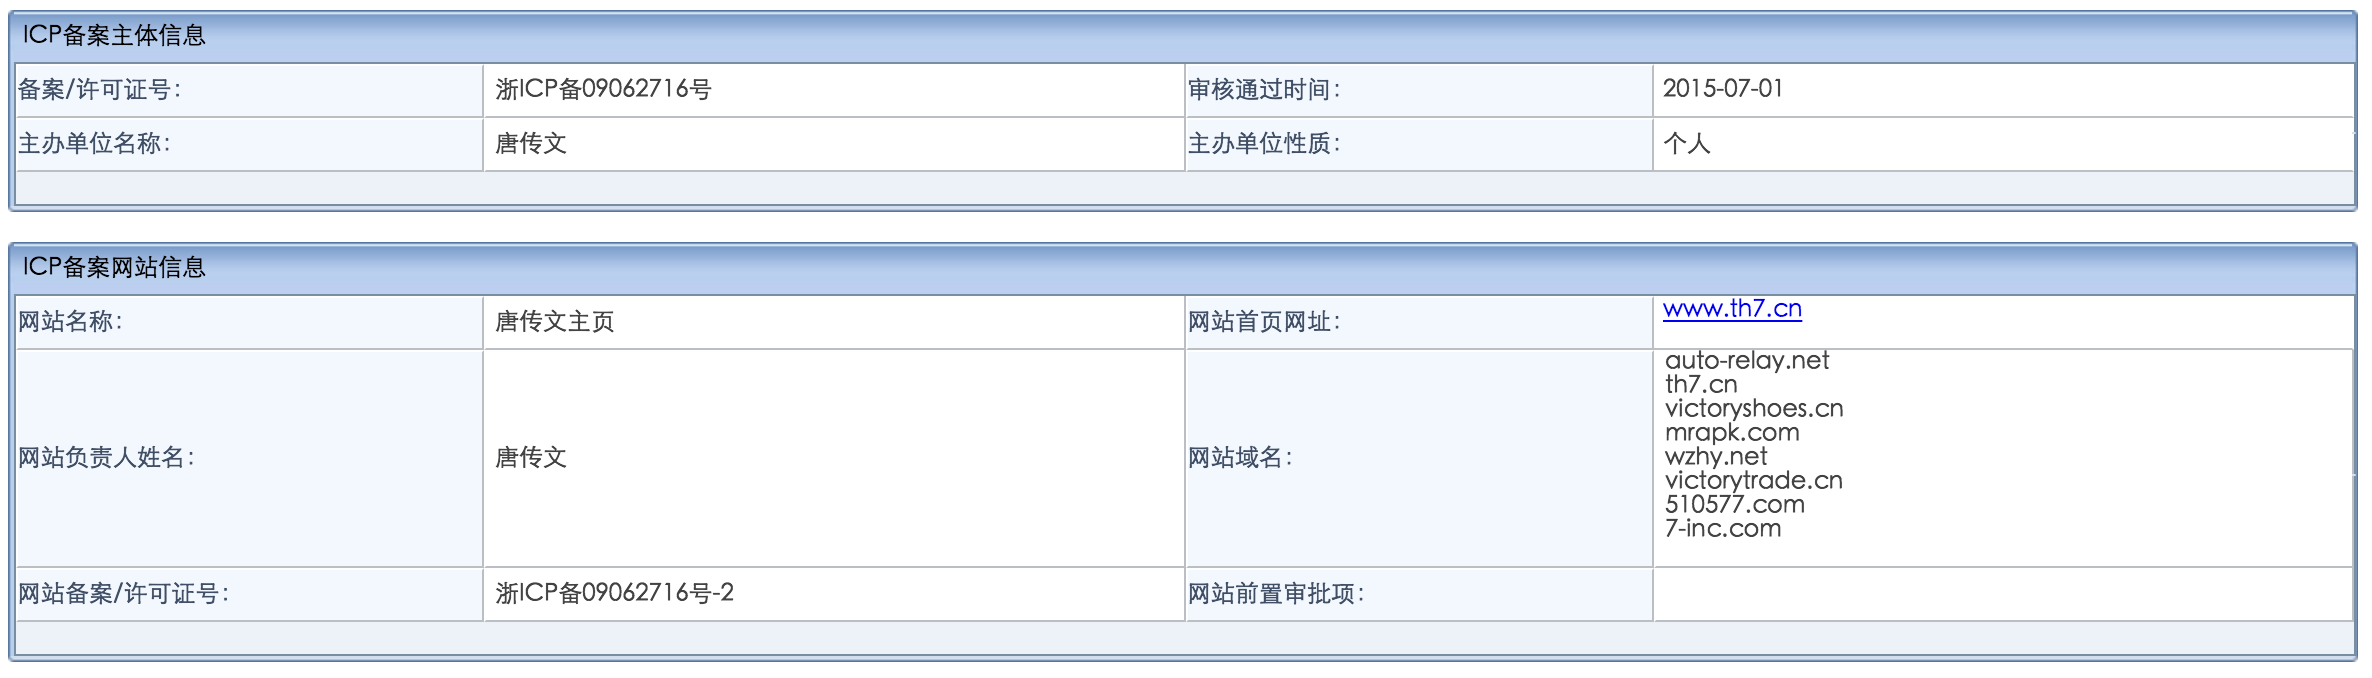 ICP备案主体信息
备案/许可证号: 浙ICP备09062716号 审核通过时间: 2015-07-01
主办单位名称: 唐传文 主办单位性质: 个人
ICP备案网站信息
网站名称: 唐传文主页 网站首页网址: www.th7.cn
网站负责人姓名: 唐传文 网站域名:
auto-relay.net
th7.cn
victoryshoes.cn
mrapk.com
wzhy.net
victorytrade.cn
510577.com
7-inc.com
网站备案/许可证号: 浙ICP备09062716号-2 网站前置审批项: